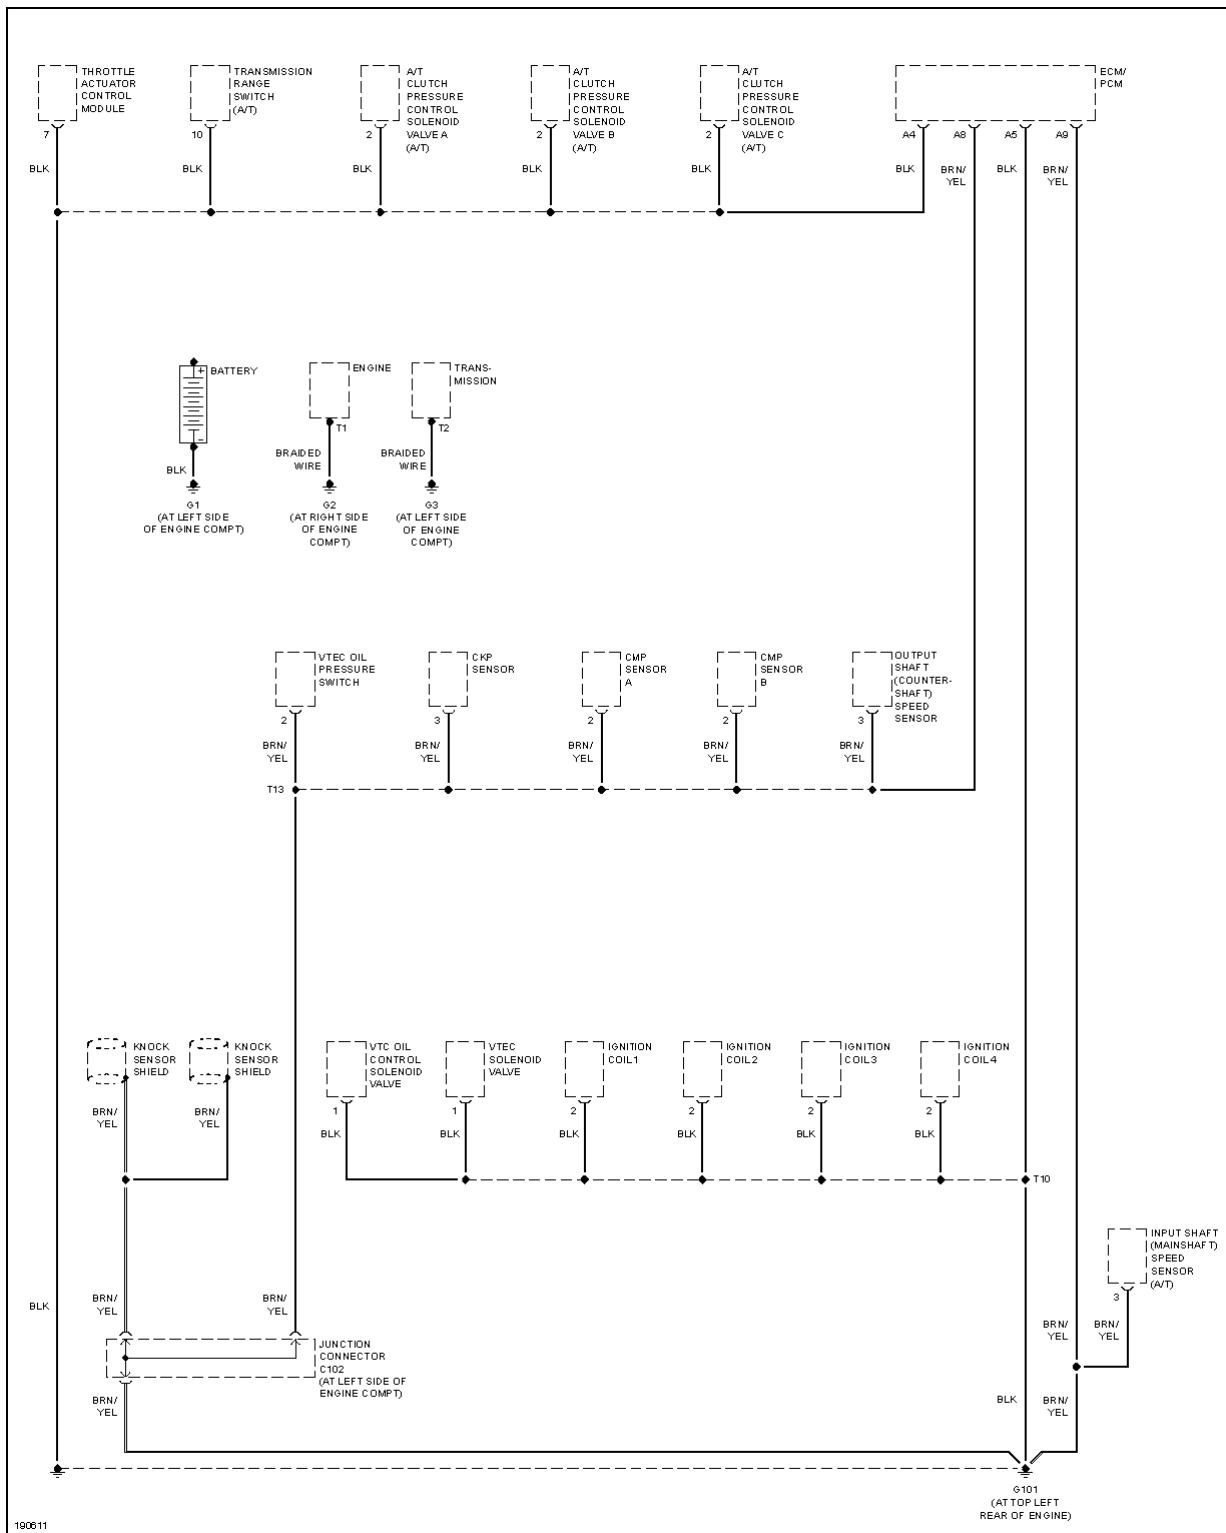 THROTTLE
ACTUATOR
CONTROL
MODULE
TRANSMISSION
RANGE
SWITCH
(A/T)
A/T
CLUTCH
PRESSURE
CONTROL
SOLENOID
VALVE A
(A/T)
A/T
CLUTCH
PRESSURE
CONTROL
SOLENOID
VALVE B
(A/T)
A/T
CLUTCH
PRESSURE
CONTROL
SOLENOID
VALVE C
(A/T)
ECM/
PCM
7
10
2
2
2
A4
A8
A5
A9
BLK
BLK
BLK
BLK
BLK
BLK
BRN/
YEL
BLK
BRN/
YEL
+
BATTERY
-
ENGINE
TRANS-
MISSION
T1
T2
BLK
BRAIDED
WIRE
BRAIDED
WIRE
G1
(AT LEFT SIDE
OF ENGINE COMPT)
G2
(AT RIGHT SIDE
OF ENGINE
COMPT)
G3
(AT LEFT SIDE
OF ENGINE
COMPT)
VTEC OIL
PRESSURE
SWITCH
CKP
SENSOR
CMP
SENSOR
A
CMP
SENSOR
B
OUTPUT
SHAFT
(COUNTER-
SHAFT)
SPEED
SENSOR
2
3
2
2
3
BRN/
YEL
BRN/
YEL
BRN/
YEL
BRN/
YEL
BRN/
YEL
T13
KNOCK
SENSOR
SHIELD
KNOCK
SENSOR
SHIELD
VTC OIL
CONTROL
SOLENOID
VALVE
VTEC
SOLENOID
VALVE
IGNITION
COIL 1
IGNITION
COIL 2
IGNITION
COIL 3
IGNITION
COIL 4
1
1
2
2
2
2
BRN/
YEL
BRN/
YEL
BLK
BLK
BLK
BLK
BLK
BLK
T10
INPUT SHAFT
(MAINSHAFT)
SPEED
SENSOR
(A/T)
3
BLK
BRN/
YEL
BRN/
YEL
BRN/
YEL
BRN/
YEL
JUNCTION
CONNECTOR
C102
(AT LEFT SIDE OF
ENGINE COMPT)
BRN/
YEL
BLK
BRN/
YEL
G101
(AT TOP LEFT
REAR OF ENGINE)
190611